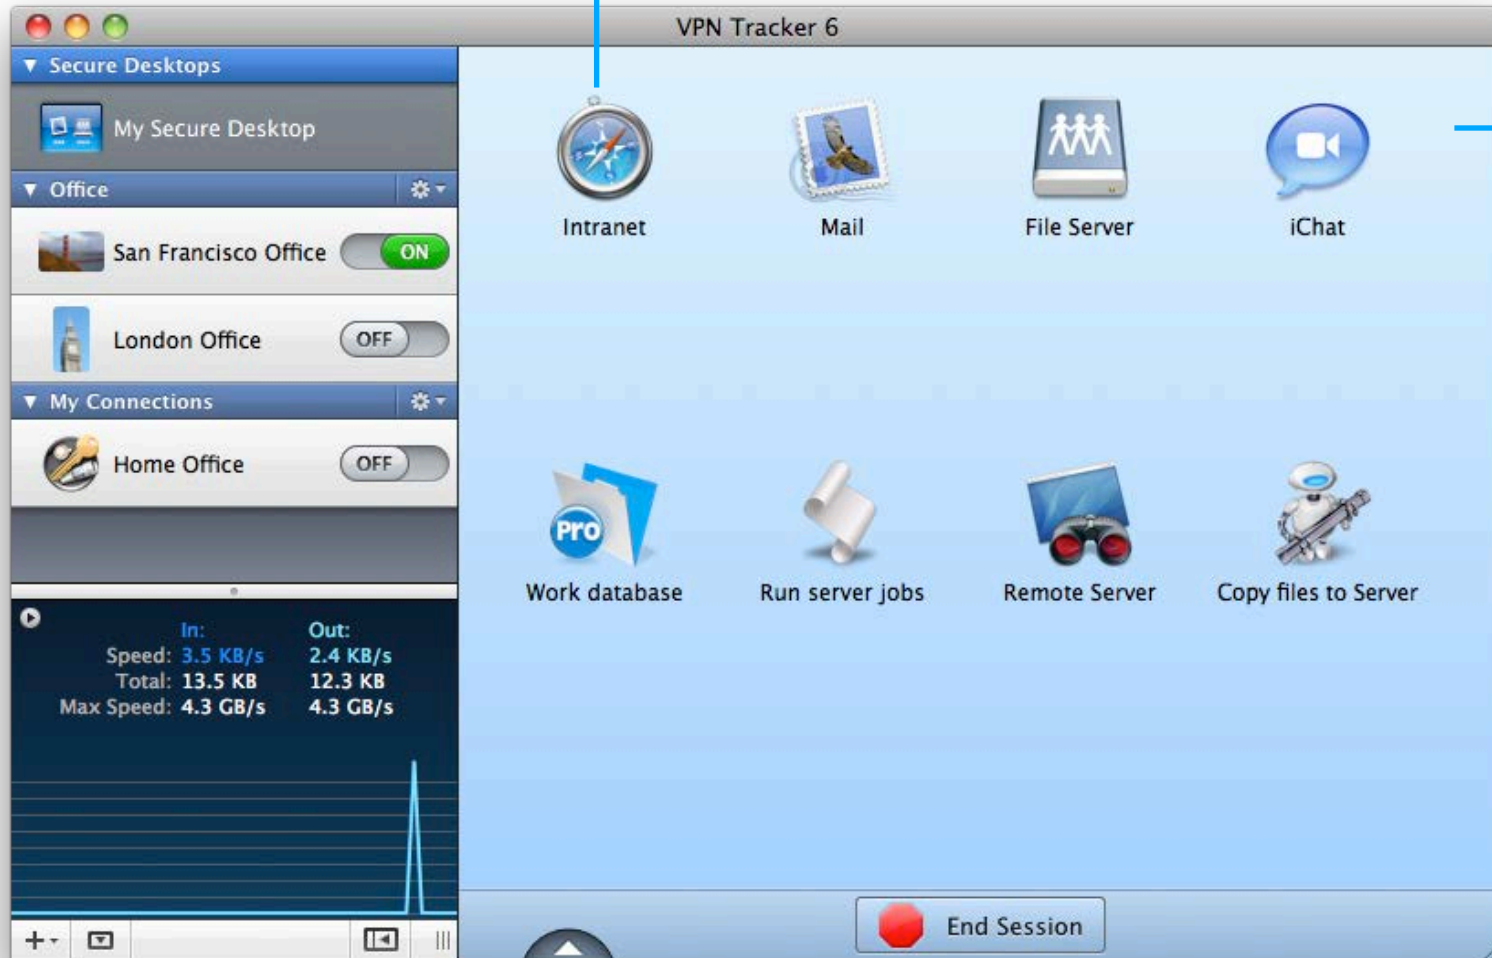 VPN Tracker 6
Secure Desktops
My Secure Desktop
Office
San Francisco Office ON
London Office OFF
My Connections
Home Office OFF
In: Out:
Speed: 3.5 KB/s 2.4 KB/s
Total: 13.5 KB 12.3 KB
Max Speed: 4.3 GB/s 4.3 GB/s
Intranet Mail File Server iChat
Pro
Work database Run server jobs Remote Server Copy files to Server
End Session